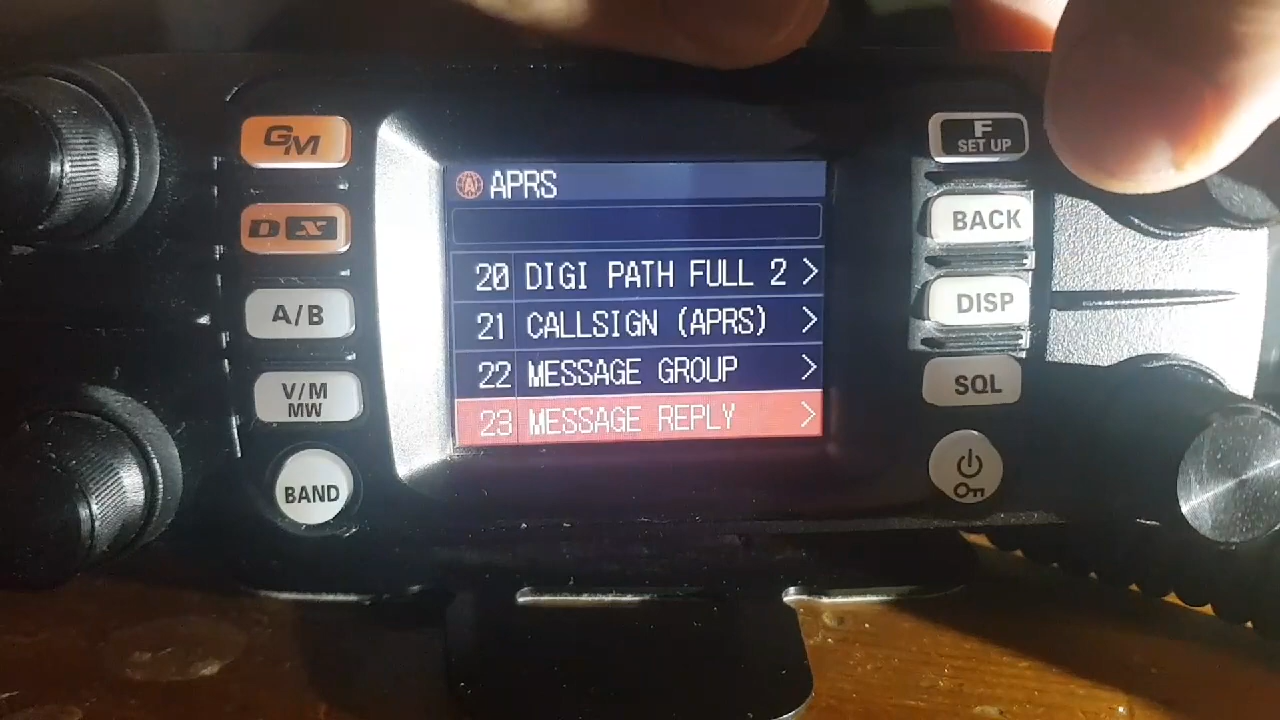 GM
DX
A/B
V/M
MW
BAND
APRS
20 DIGI PATH FULL 2 >
21 CALLSIGN (APRS) >
22 MESSAGE GROUP >
23 MESSAGE REPLY >
F
SET UP
BACK
DISP
SQL